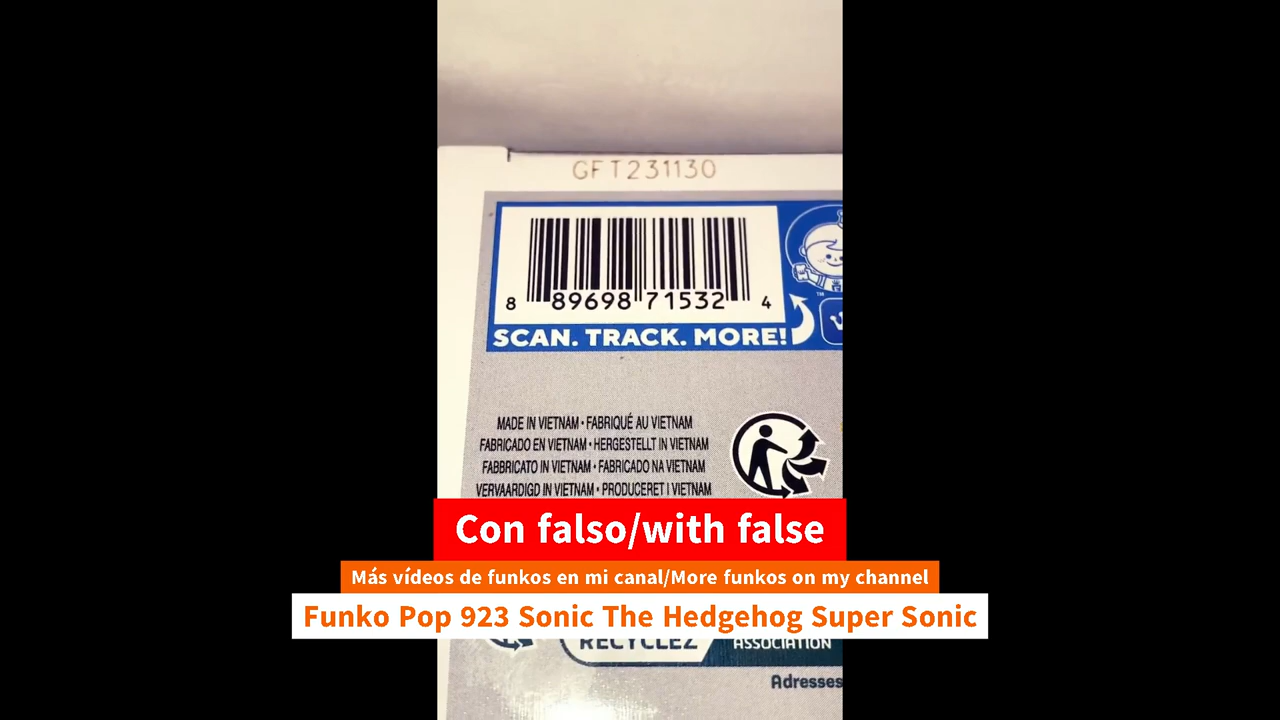 GFT231130
8 89698 71532 4
SCAN. TRACK. MORE!
MADE IN VIETNAM • FABRIQUÉ AU VIETNAM
FABRICADO EN VIETNAM • HERGESTELLT IN VIETNAM
FABBRICATO IN VIETNAM • FABRICADO NA VIETNAM
VERVAARDIGD IN VIETNAM • PRODUCERET I VIETNAM
Con falso/with false
Más vídeos de funkos en mi canal/More funkos on my channel
Funko Pop 923 Sonic The Hedgehog Super Sonic
RECYCLEZ
ASSOCIATION
Adresses